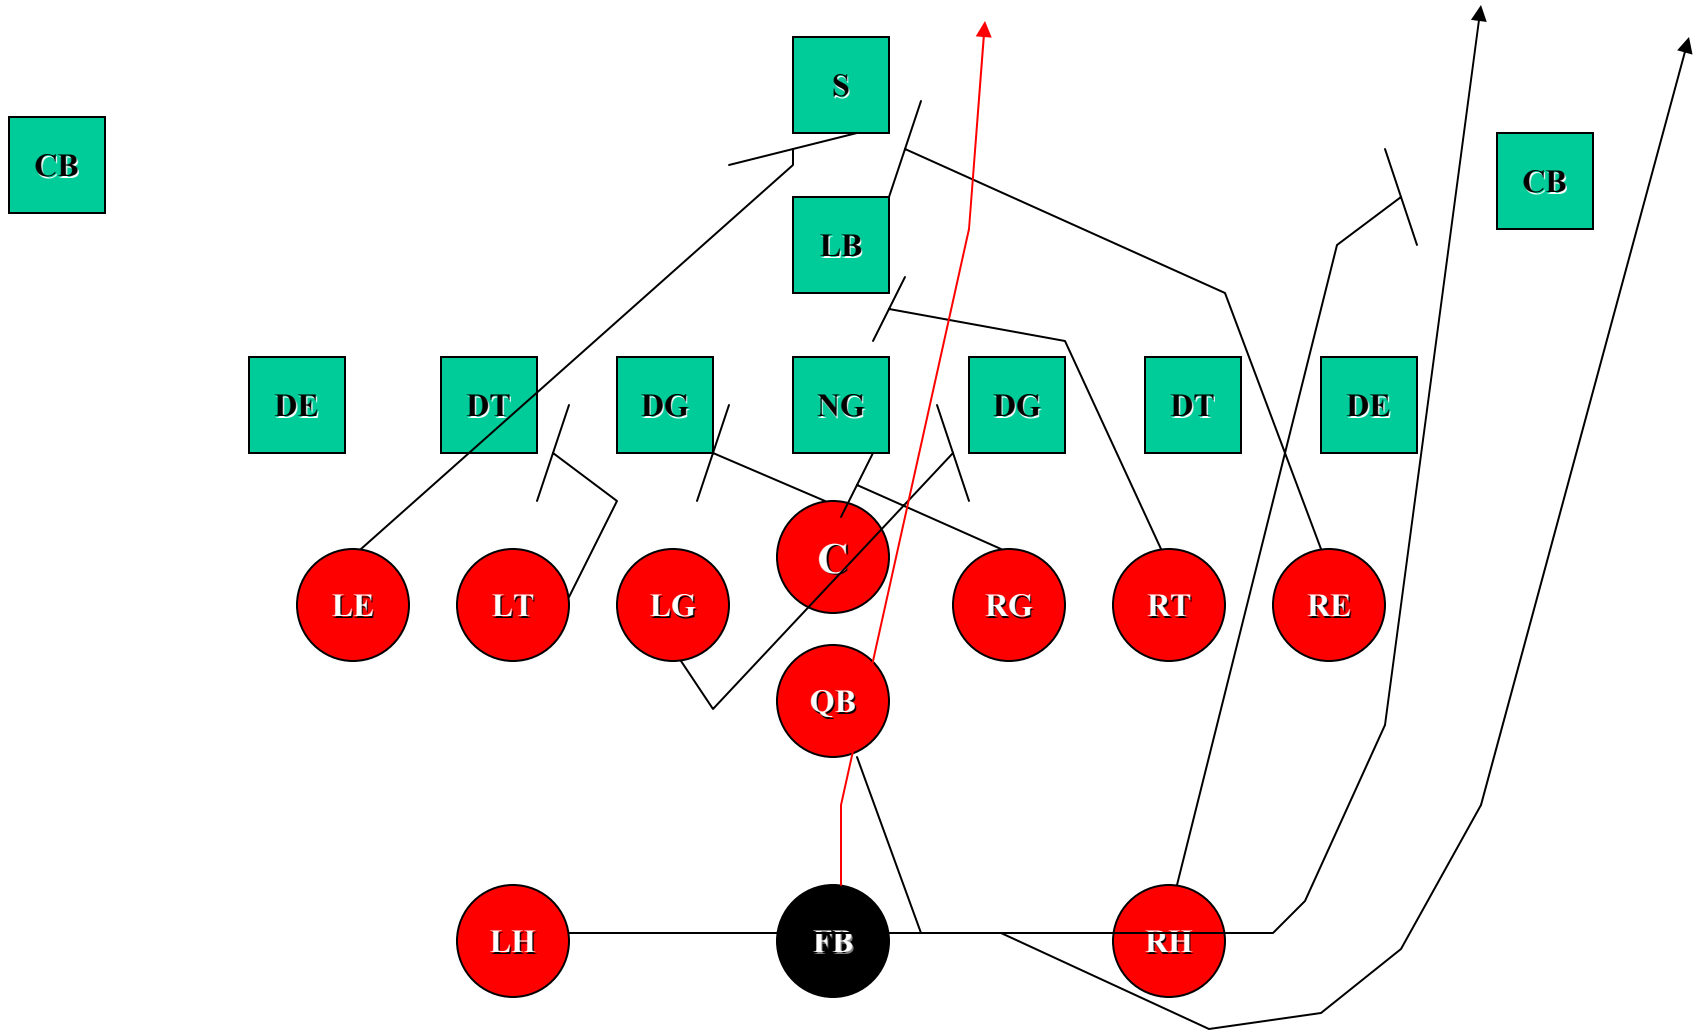 S
CB
CB
LB
DE
DT
DG
NG
DG
DT
DE
C
LE
LT
LG
RG
RT
RE
QB
LH
FB
RH